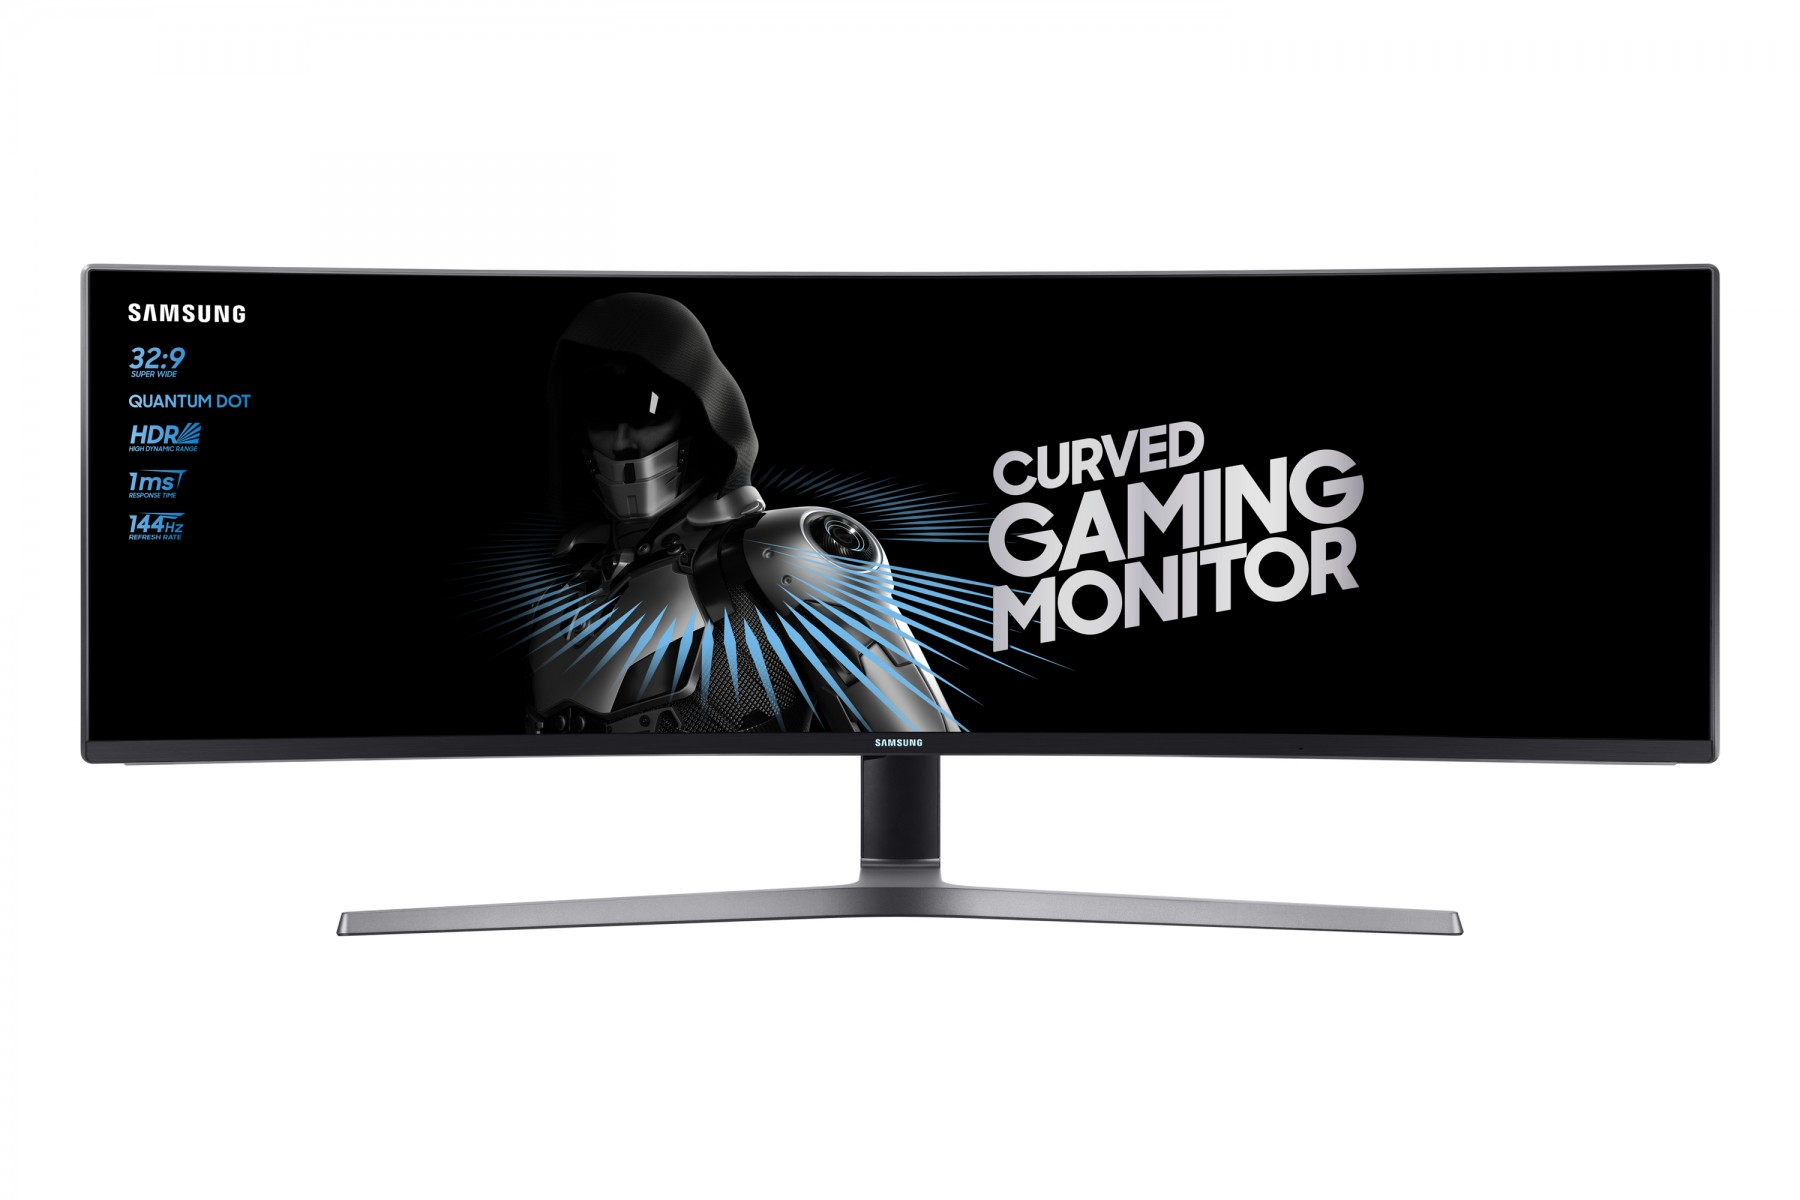 SAMSUNG
32:9
SUPER WIDE
QUANTUM DOT
HDR
HIGH DYNAMIC RANGE
1ms
RESPONSE TIME
144Hz
REFRESH RATE
CURVED
GAMING
MONITOR
SAMSUNG